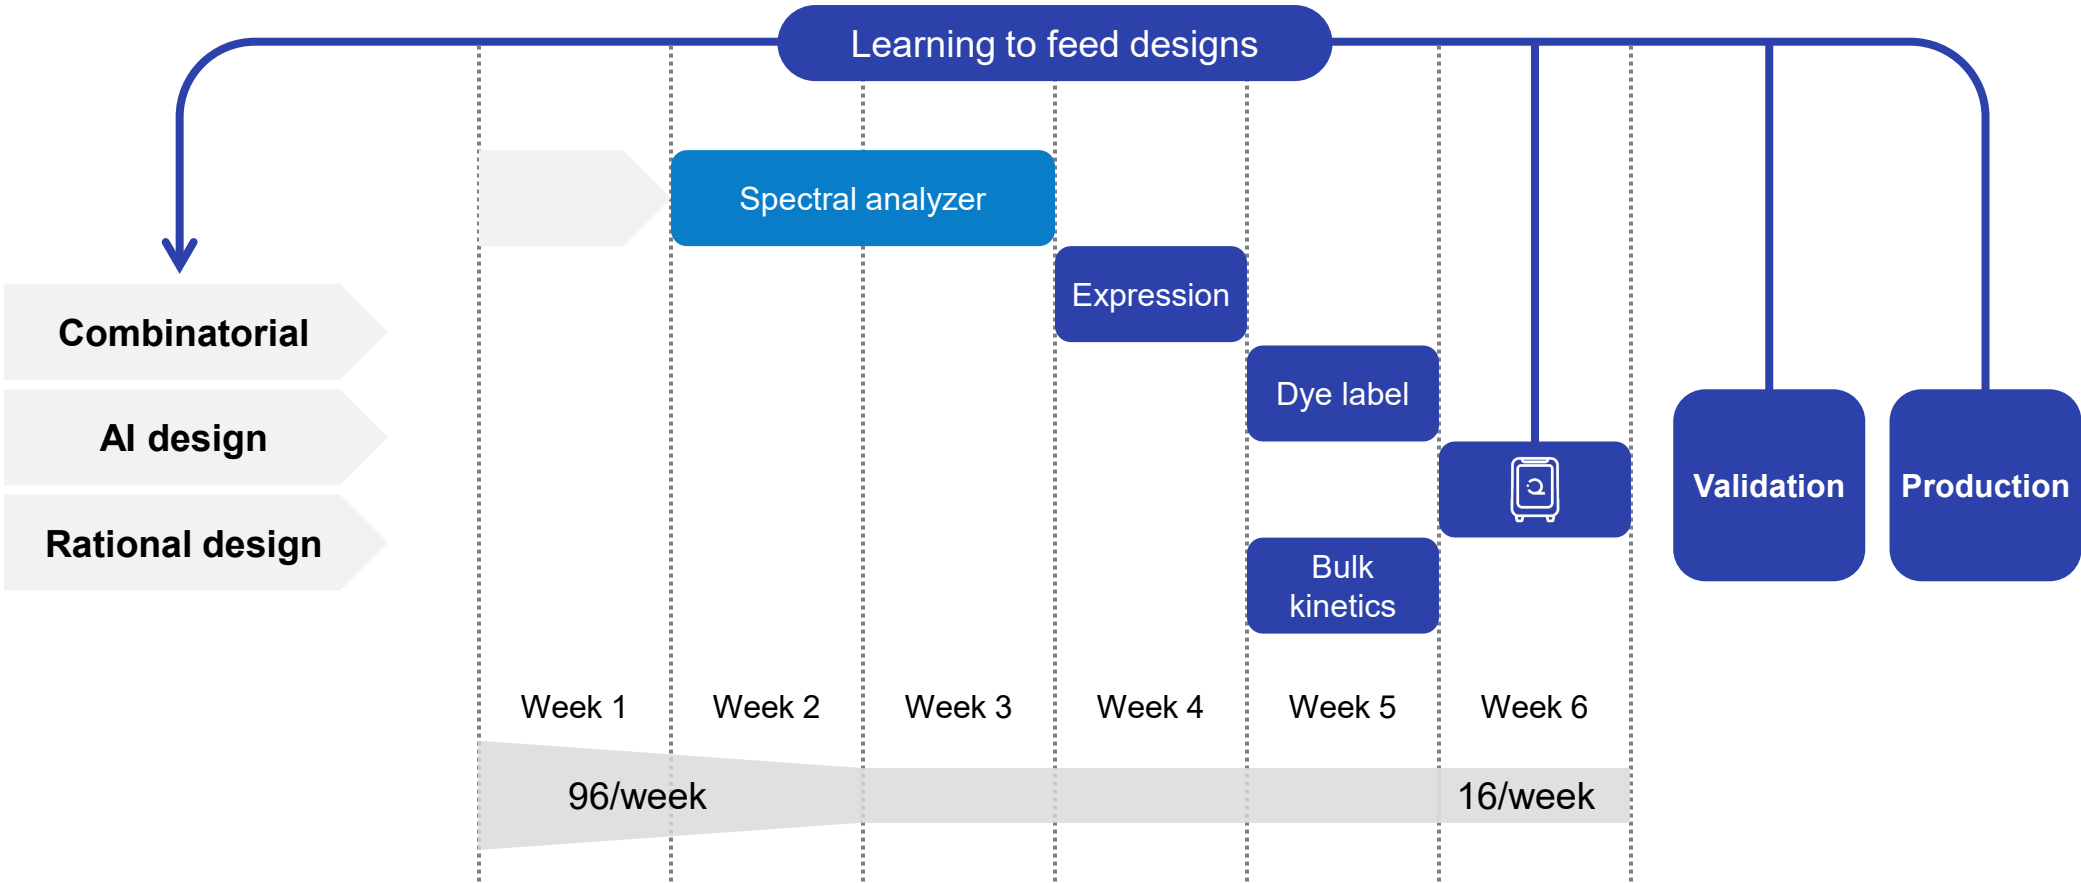 Learning to feed designs
Spectral analyzer
Expression
Combinatorial
Dye label
AI design
Validation
Production
Rational design
Bulk
kinetics
Week 1
Week 2
Week 3
Week 4
Week 5
Week 6
96/week
16/week